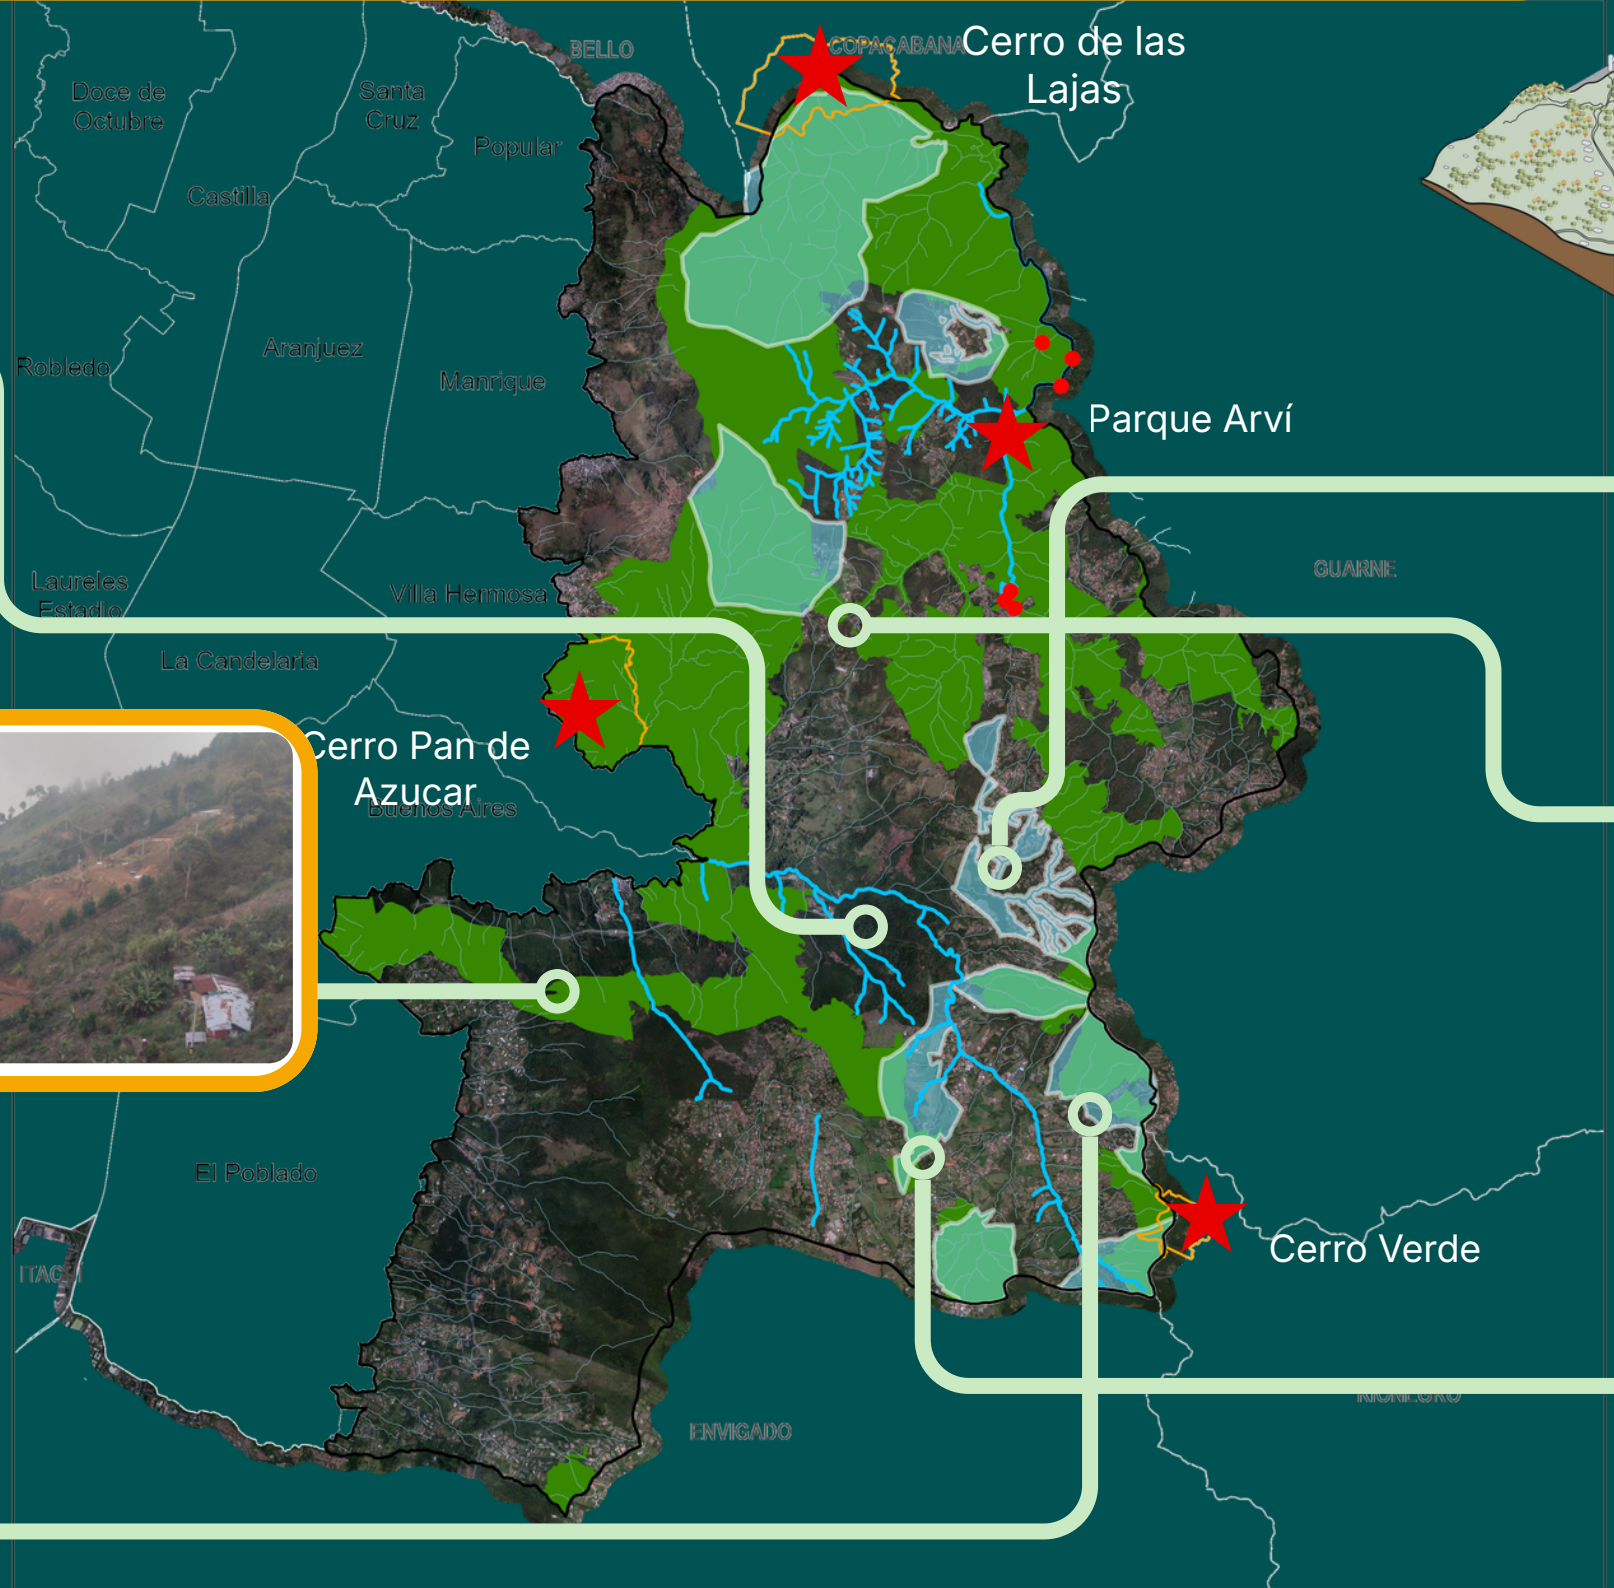 BELLO
COPACABANA
Cerro de las
Lajas
Doce de
Octubre
Santa
Cruz
Popular
Castilla
Aranjuez
Robledo
Manrique
Parque Arví
GUARNE
Laureles
Estadio
Villa Hermosa
La Candelaria
Cerro Pan de
Azucar
Buenos Aires
El Poblado
Cerro Verde
ITAGÜÍ
RIONEGRO
ENVIGADO